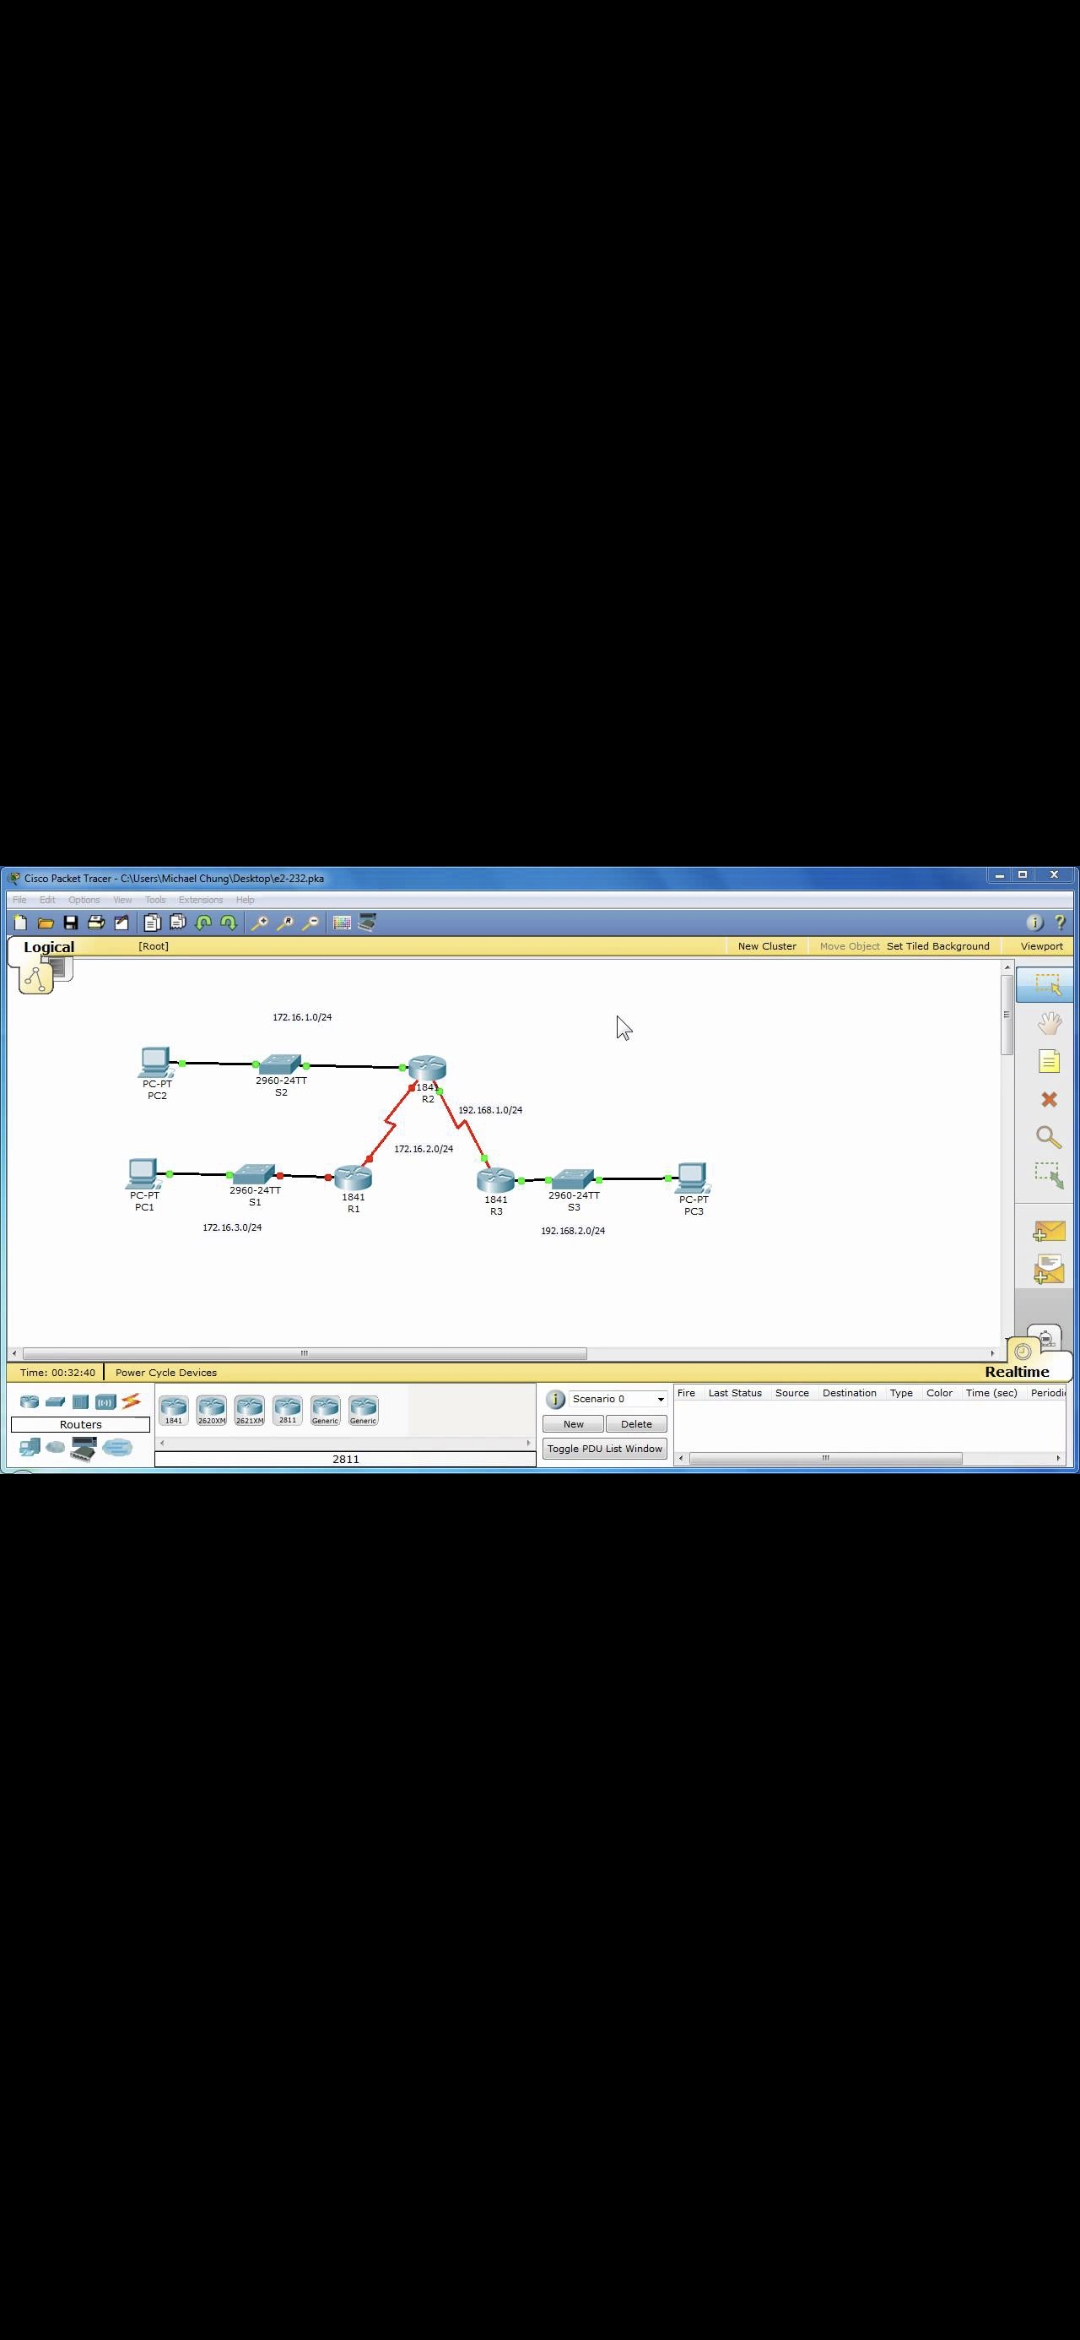 Cisco Packet Tracer - C:\Users\Michael Chung\Desktop\e2-232.pka
File Edit Options View Tools Extensions Help
Logical [Root] New Cluster Move Object Set Tiled Background Viewport
172.16.1.0/24
PC-PT
PC2
2960-24TT
S2
1841
R2
192.168.1.0/24
172.16.2.0/24
PC-PT
PC1
2960-24TT
S1
1841
R1
1841
R3
2960-24TT
S3
PC-PT
PC3
172.16.3.0/24
192.168.2.0/24
Time: 00:32:40 Power Cycle Devices Realtime
Routers
1841 2620XM 2621XM 2811 Generic Generic
2811
Scenario 0
New Delete
Toggle PDU List Window
Fire Last Status Source Destination Type Color Time (sec) Periodi